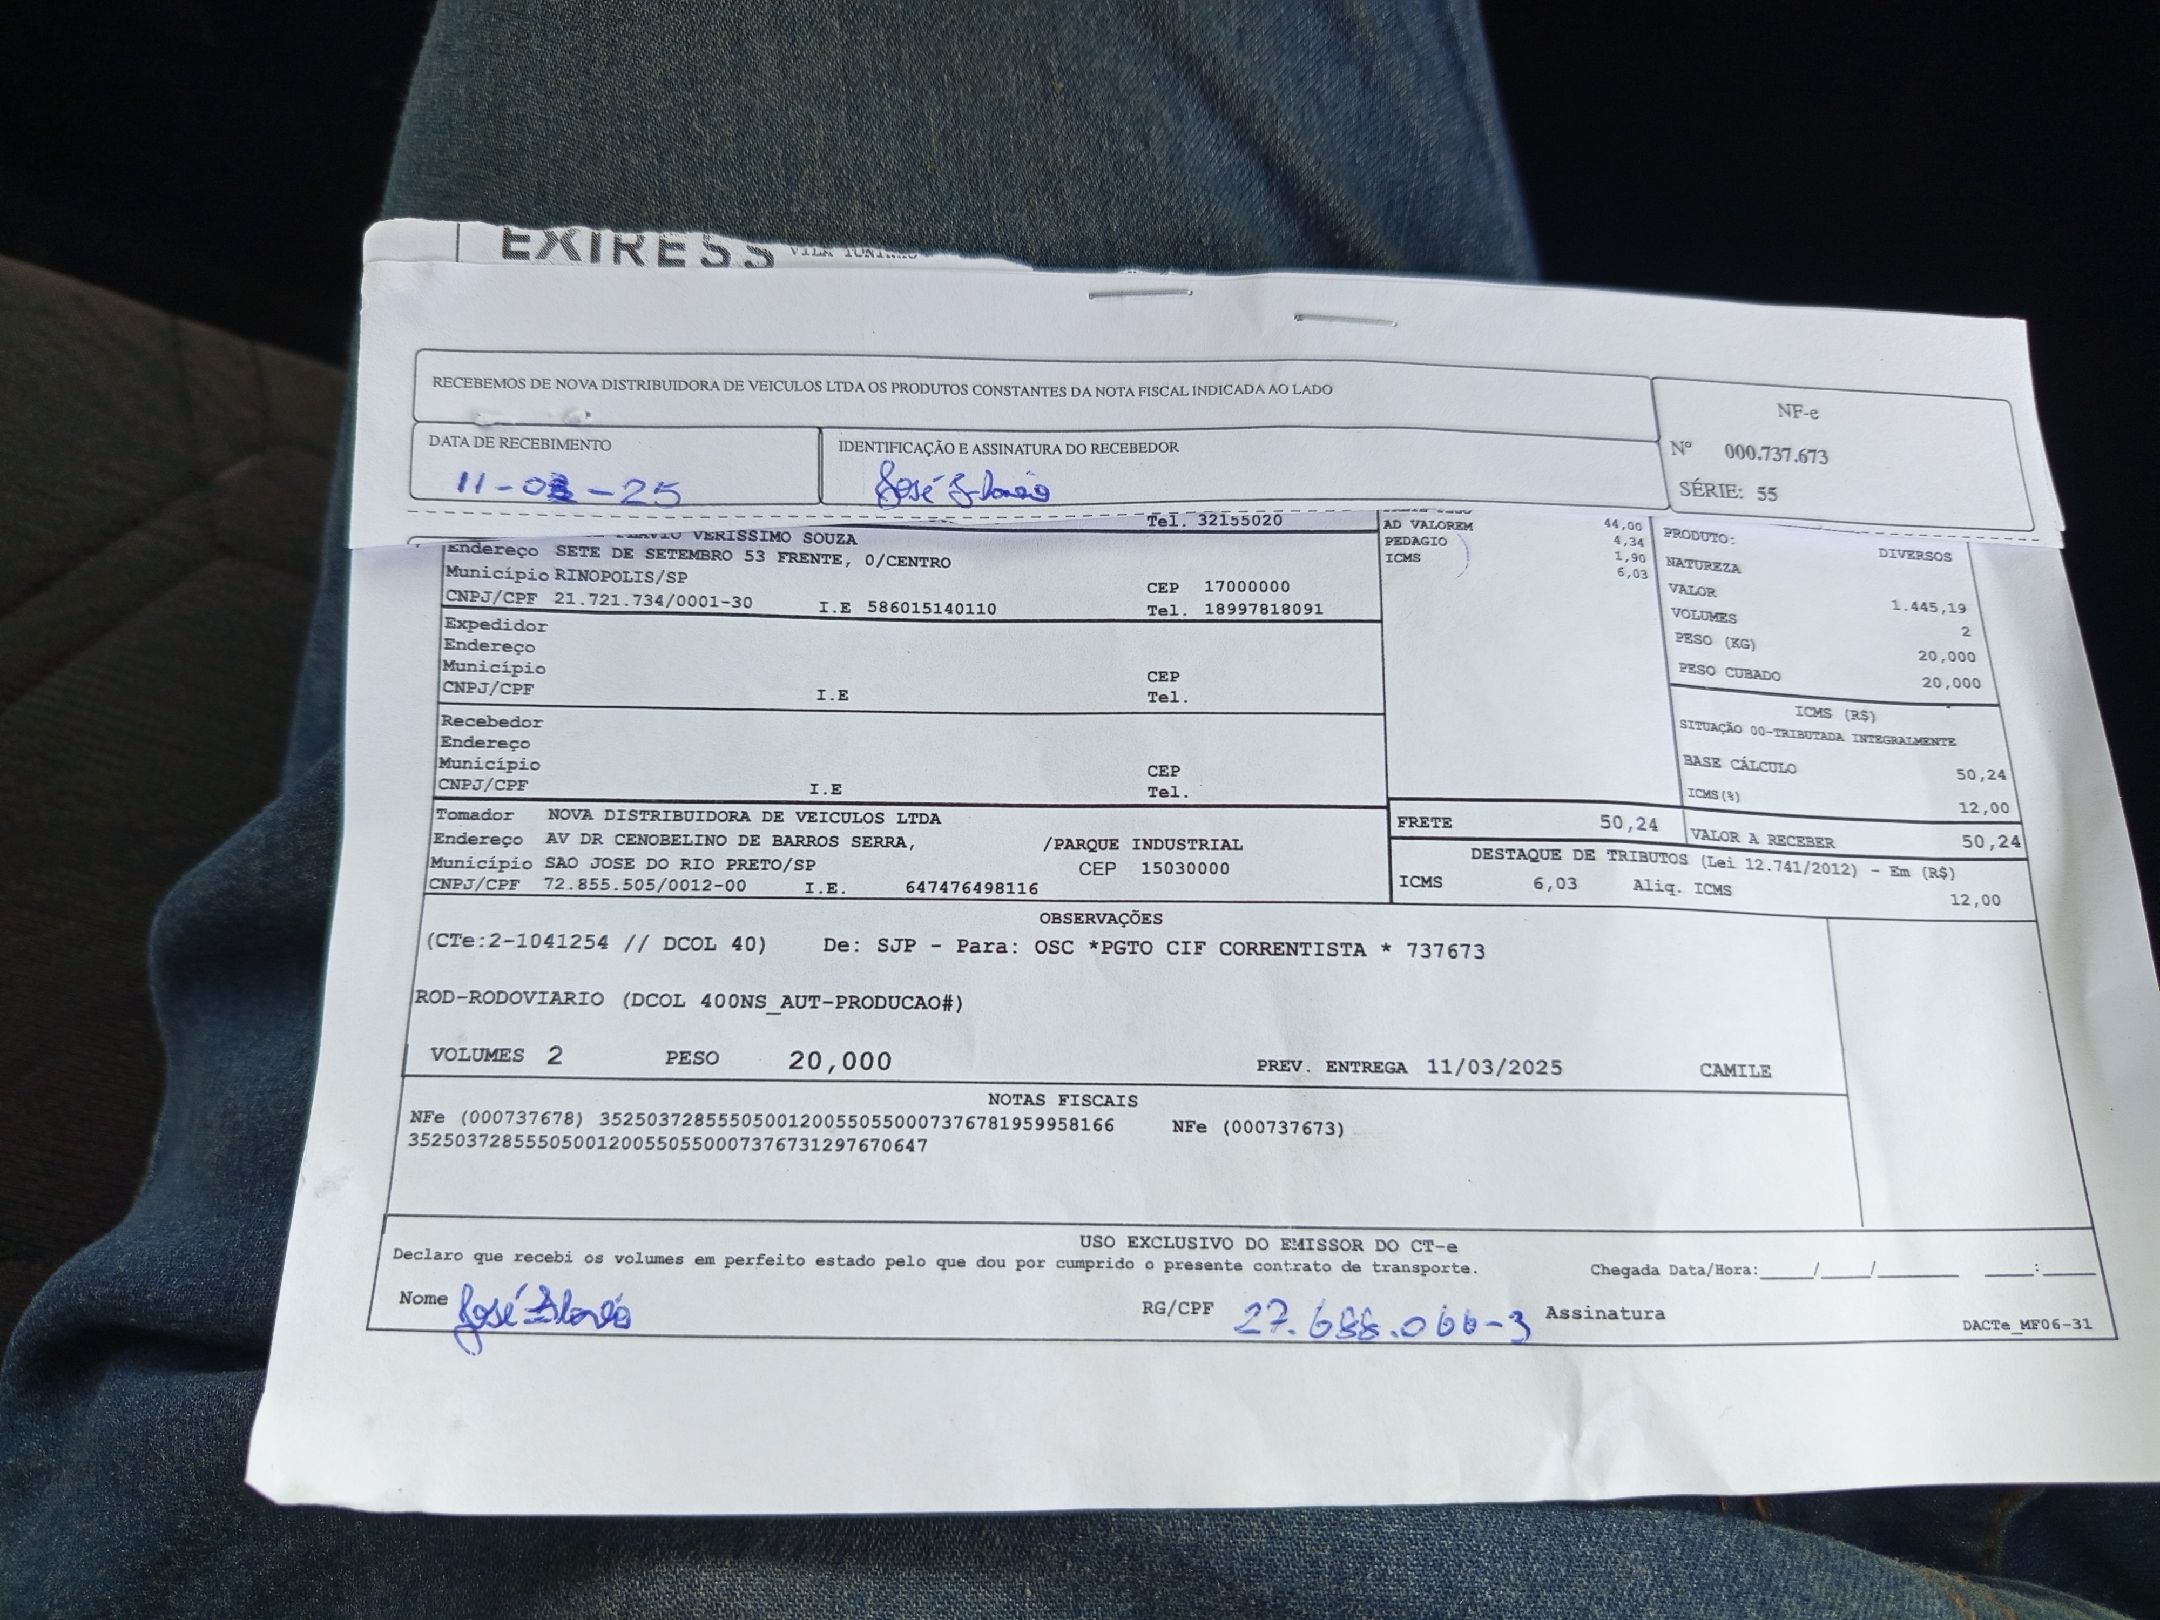 EXPRESS
RECEBEMOS DE NOVA DISTRIBUIDORA DE VEICULOS LTDA OS PRODUTOS CONSTANTES DA NOTA FISCAL INDICADA AO LADO
NF-e
Nº 000.737.673
SÉRIE: 55
DATA DE RECEBIMENTO
11-03-25
IDENTIFICAÇÃO E ASSINATURA DO RECEBEDOR
José
Tel. 32155020
VERISSIMO SOUZA
Endereço SETE DE SETEMBRO 53 FRENTE, 0/CENTRO
Município RINOPOLIS/SP CEP 17000000
CNPJ/CPF 21.721.734/0001-30 I.E 586015140110 Tel. 18997818091
Expedidor
Endereço
Município CEP
CNPJ/CPF I.E Tel.
Recebedor
Endereço
Município CEP
CNPJ/CPF I.E Tel.
Tomador NOVA DISTRIBUIDORA DE VEICULOS LTDA
Endereço AV DR CENOBELINO DE BARROS SERRA, /PARQUE INDUSTRIAL
Município SAO JOSE DO RIO PRETO/SP CEP 15030000
CNPJ/CPF 72.855.505/0012-00 I.E. 647476498116
44,00
AD VALOREM 4,34
PEDAGIO 1,90
ICMS 6,03
PRODUTO: DIVERSOS
NATUREZA
VALOR 1.445,19
VOLUMES 2
PESO (KG) 20,000
PESO CUBADO 20,000
ICMS (R$)
SITUAÇÃO 00-TRIBUTADA INTEGRALMENTE
BASE CÁLCULO 50,24
ICMS(%) 12,00
FRETE 50,24 VALOR A RECEBER 50,24
DESTAQUE DE TRIBUTOS (Lei 12.741/2012) - Em (R$)
ICMS 6,03 Aliq. ICMS 12,00
OBSERVAÇÕES
(CTe:2-1041254 // DCOL 40) De: SJP - Para: OSC *PGTO CIF CORRENTISTA * 737673
ROD-RODOVIARIO (DCOL 400NS_AUT-PRODUCAO#)
VOLUMES 2 PESO 20,000 PREV. ENTREGA 11/03/2025 CAMILE
NOTAS FISCAIS
NFe (000737678) 35250372855505001200550550007376781959958166 NFe (000737673)
35250372855505001200550550007376731297670647
USO EXCLUSIVO DO EMISSOR DO CT-e
Declaro que recebi os volumes em perfeito estado pelo que dou por cumprido o presente contrato de transporte. Chegada Data/Hora:____/____/______ ____:____
Nome José RG/CPF 27.688.066-3 Assinatura
DACTe_MF06-31